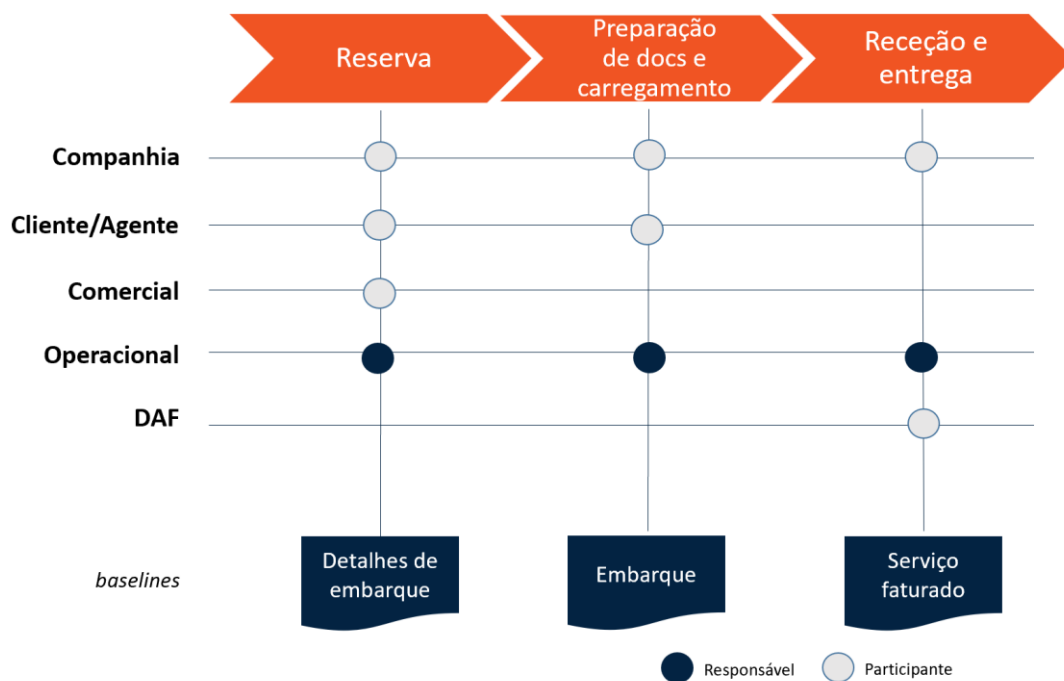 Reserva
Preparação
de docs e
carregamento
Receção e
entrega
Companhia
Cliente/Agente
Comercial
Operacional
DAF
baselines
Detalhes de
embarque
Embarque
Serviço
faturado
Responsável
Participante